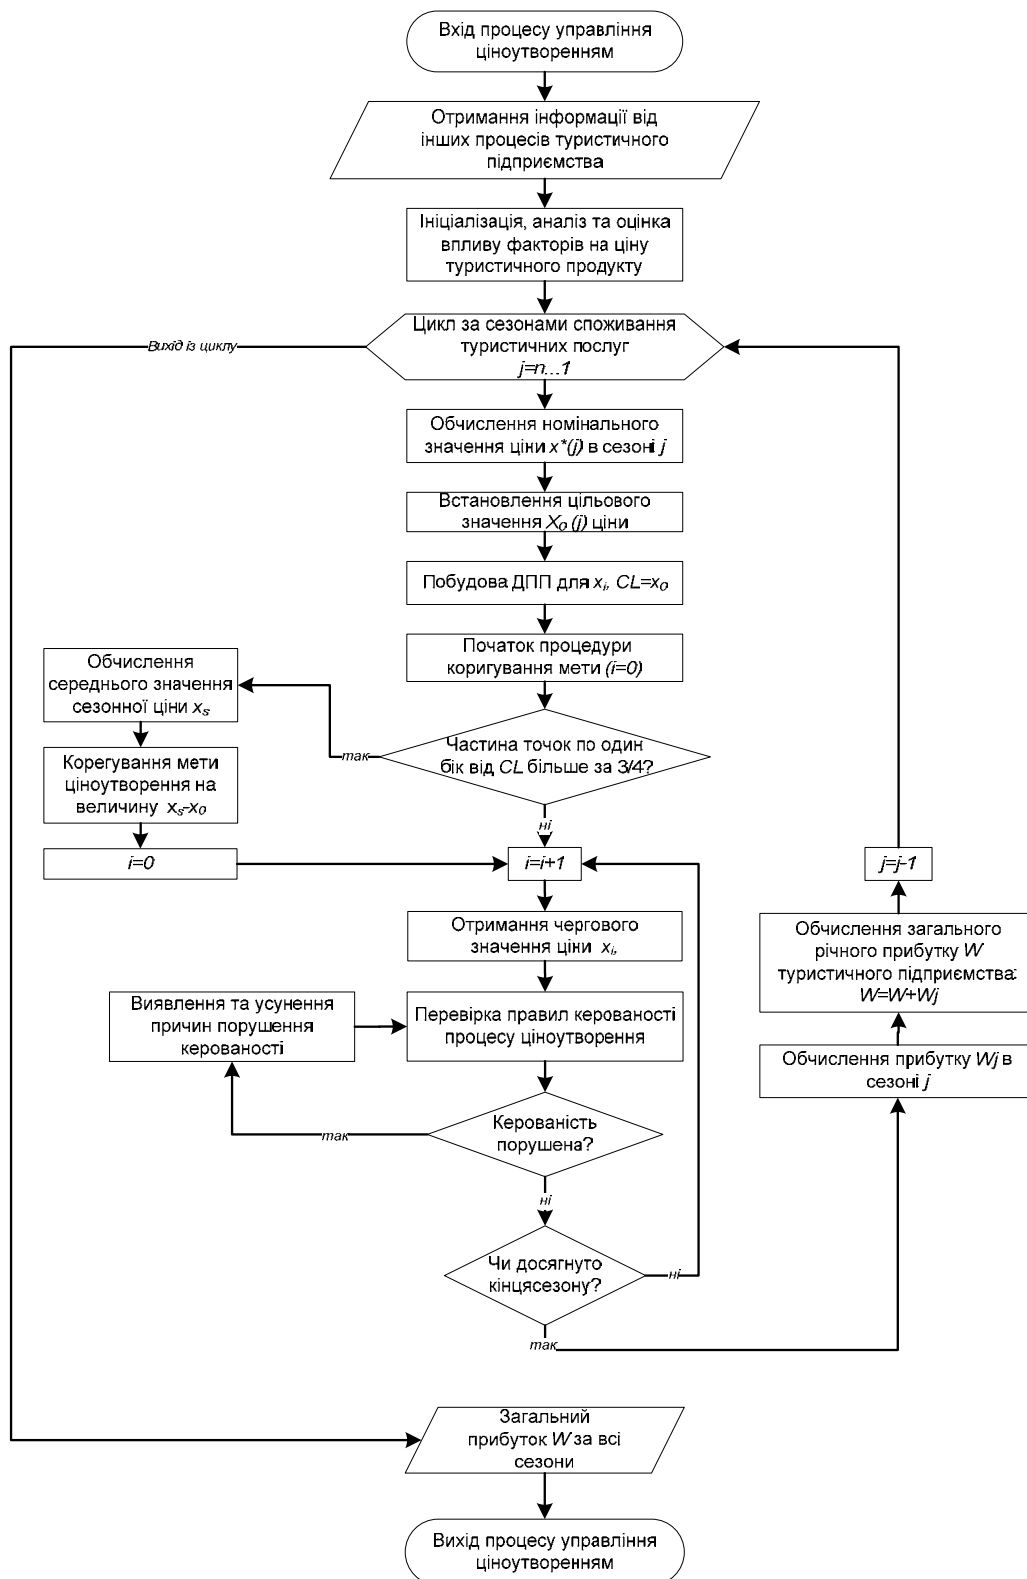 Вхід процесу управління
ціноутворенням
Отримання інформації від
інших процесів туристичного
підприємства
Ініціалізація, аналіз та оцінка
впливу факторів на ціну
туристичного продукту
Вихід із циклу
Цикл за сезонами споживання
туристичних послуг
j=n...1
Обчислення номінального
значення ціни x*(j) в сезоні j
Встановлення цільового
значення X₀ (j) ціни
Побудова ДПП для xᵢ, CL=x₀
Початок процедури
коригування мети (i=0)
Обчислення
середнього значення
сезонної ціни xₛ
так
Частина точок по один
бік від CL більше за 3/4?
Корегування мети
ціноутворення на
величину xₛ-x₀
ні
i=0
i=i+1
j=j-1
Отримання чергового
значення ціни xᵢ,
Обчислення загального
річного прибутку W
туристичного підприємства:
W=W+Wj
Виявлення та усунення
причин порушення
керованості
Перевірка правил керованості
процесу ціноутворення
Обчислення прибутку Wj в
сезоні j
так
Керованість
порушена?
ні
Чи досягнуто
кінцясезону?
ні
так
Загальний
прибуток W за всі
сезони
Вихід процесу управління
ціноутворенням